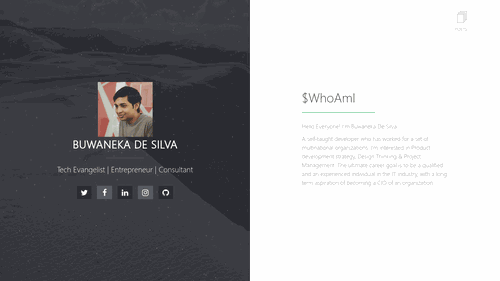 BUWANEKA DE SILVA
Tech Evangelist | Entrepreneur | Consultant
$WhoAmI
Hello Everyone! I'm Buwaneka De Silva
A self-taught developer who has worked for a set of
multinational organizations. I'm interested in Product
Development strategy, Design Thinking & Project
Management. The ultimate career goal is to be a qualified
and an experienced individual in the IT industry, with a long
term aspiration of becoming a CIO of an organization.